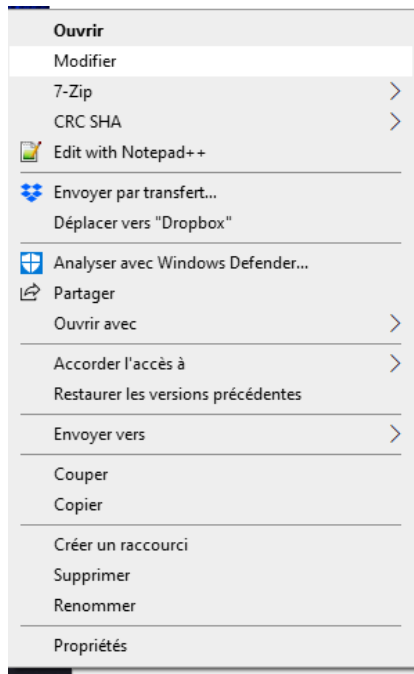 Ouvrir
Modifier
7-Zip
CRC SHA
Edit with Notepad++
Envoyer par transfert...
Déplacer vers "Dropbox"
Analyser avec Windows Defender...
Partager
Ouvrir avec
Accorder l'accès à
Restaurer les versions précédentes
Envoyer vers
Couper
Copier
Créer un raccourci
Supprimer
Renommer
Propriétés